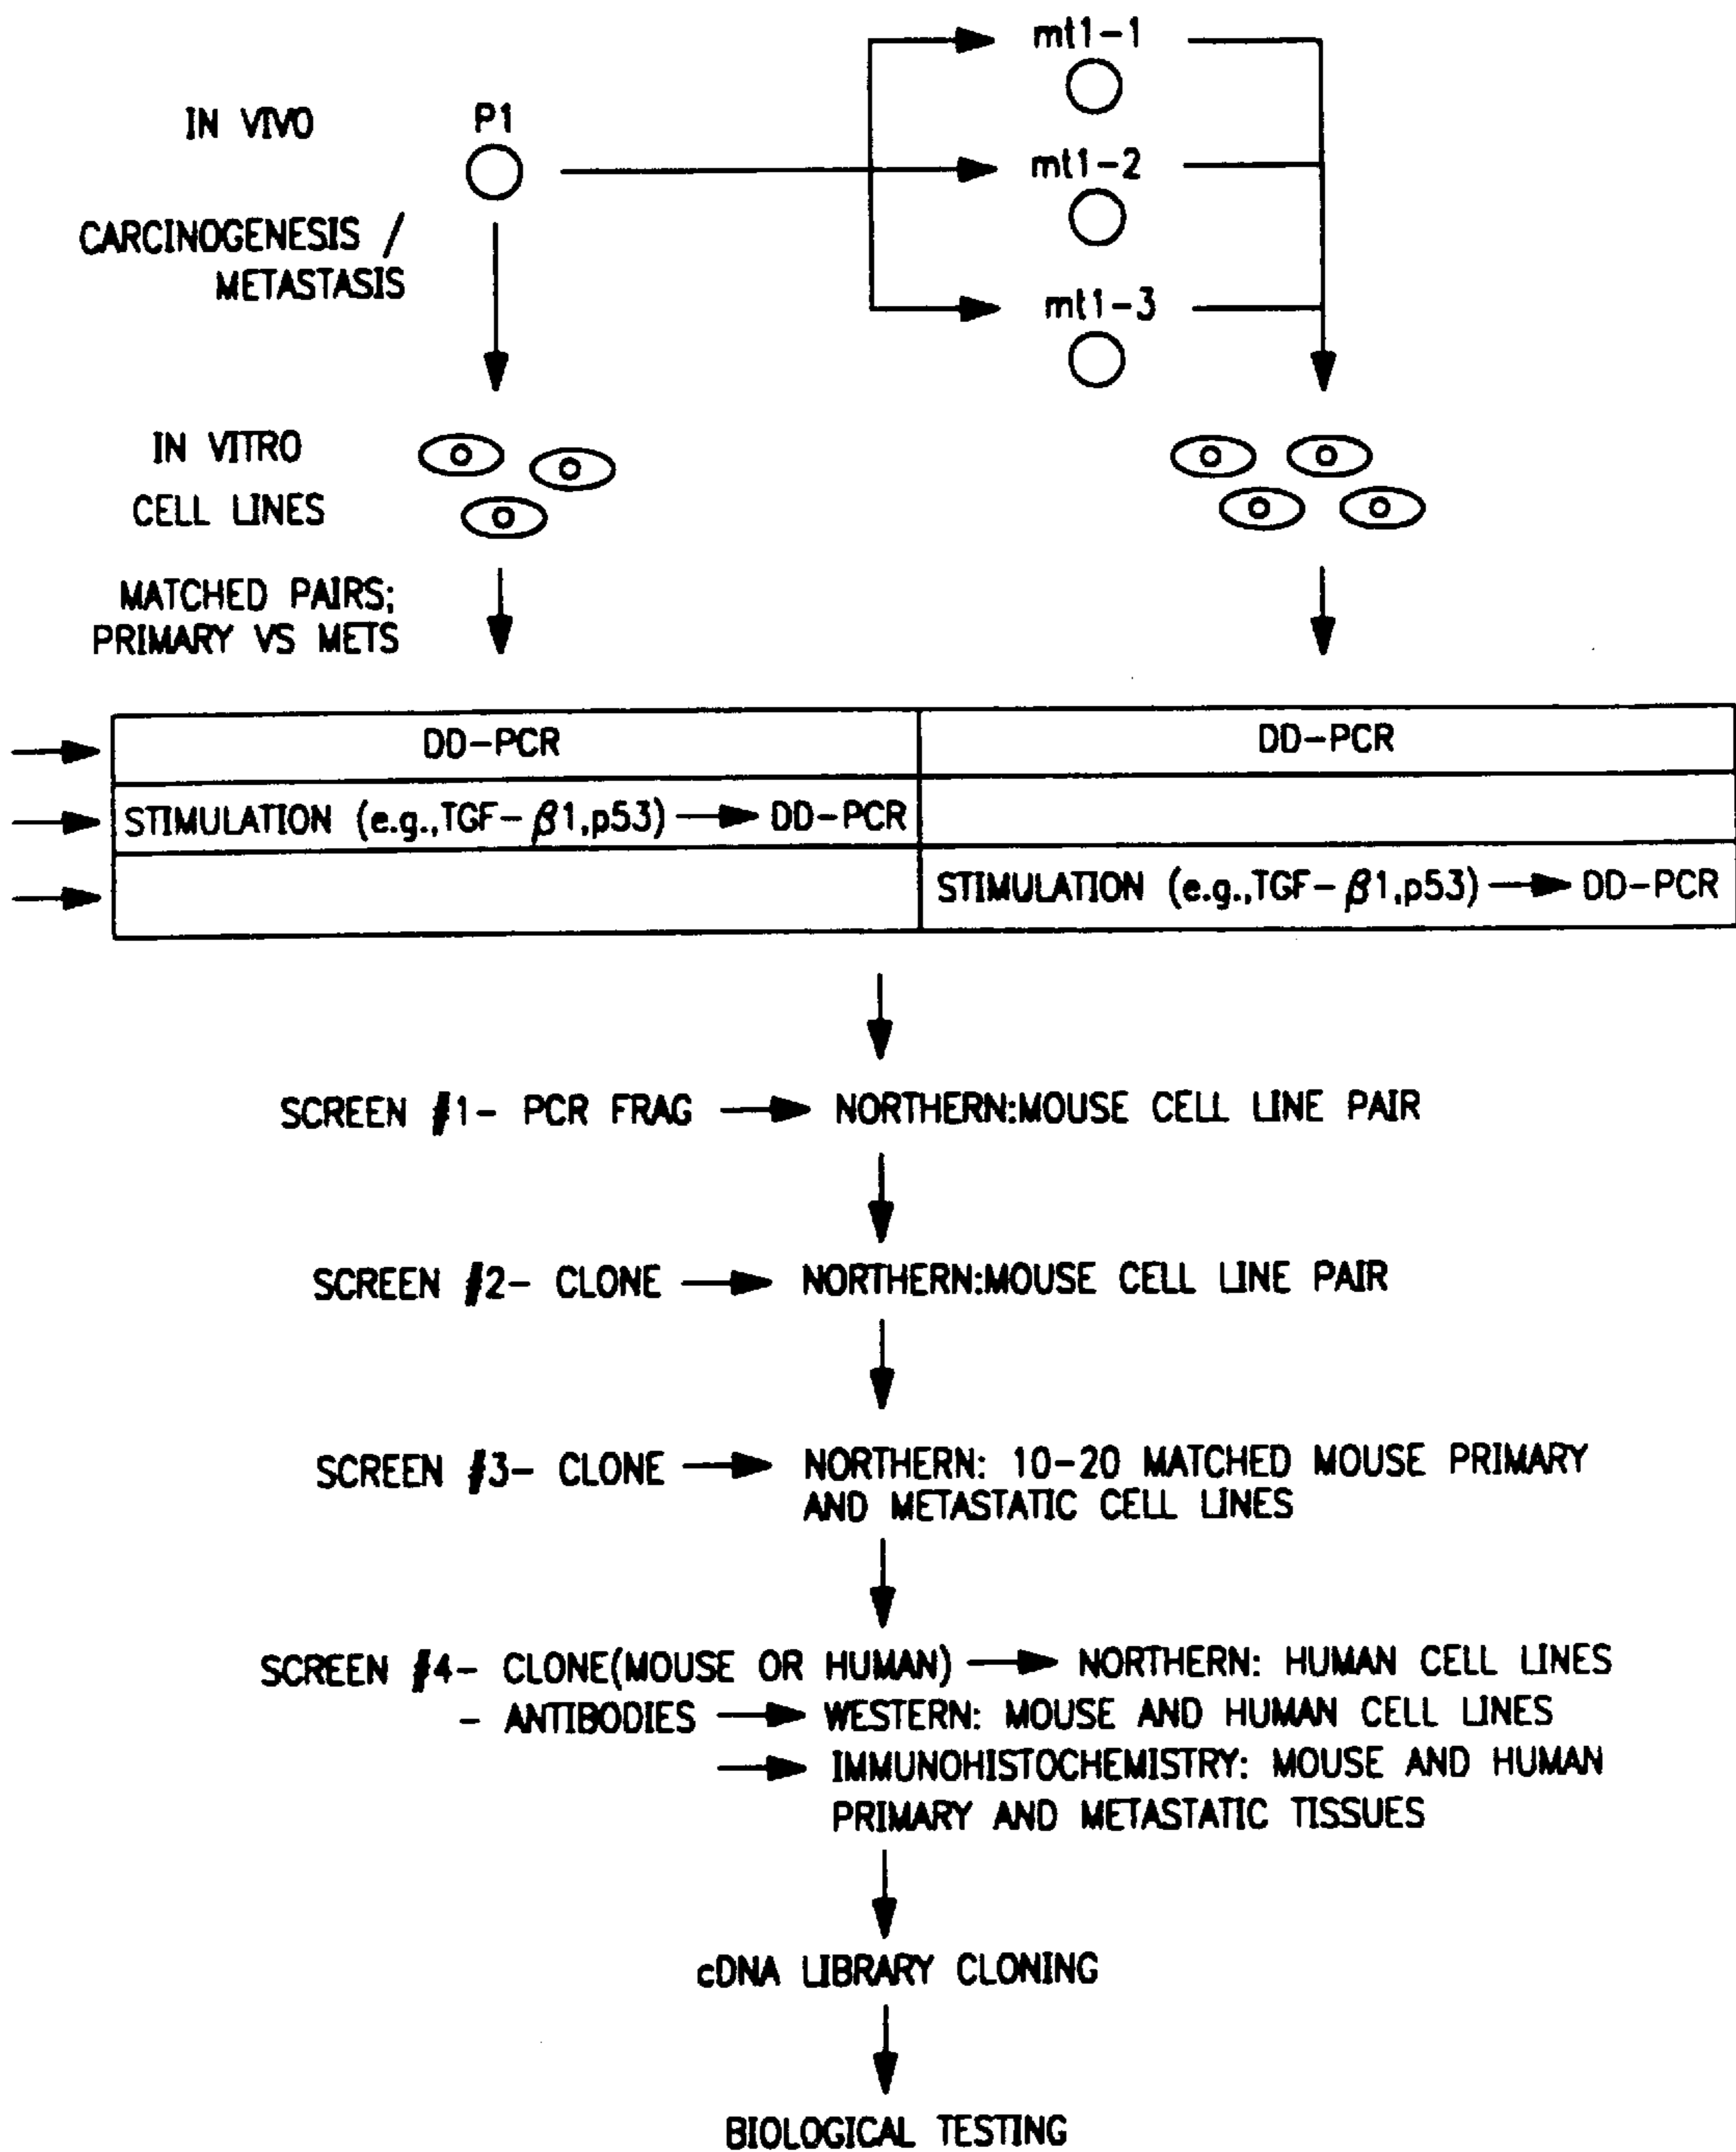 mt1-1
IN VIVO P1
mt1-2
CARCINOGENESIS /
METASTASIS
mt1-3
IN VITRO
CELL LINES
MATCHED PAIRS;
PRIMARY VS METS
DD-PCR DD-PCR
STIMULATION (e.g.,TGF-β1,p53) → DD-PCR
STIMULATION (e.g.,TGF-β1,p53) → DD-PCR
SCREEN #1- PCR FRAG → NORTHERN:MOUSE CELL LINE PAIR
SCREEN #2- CLONE → NORTHERN:MOUSE CELL LINE PAIR
SCREEN #3- CLONE → NORTHERN: 10-20 MATCHED MOUSE PRIMARY
AND METASTATIC CELL LINES
SCREEN #4- CLONE(MOUSE OR HUMAN) → NORTHERN: HUMAN CELL LINES
- ANTIBODIES → WESTERN: MOUSE AND HUMAN CELL LINES
→ IMMUNOHISTOCHEMISTRY: MOUSE AND HUMAN
PRIMARY AND METASTATIC TISSUES
cDNA LIBRARY CLONING
BIOLOGICAL TESTING